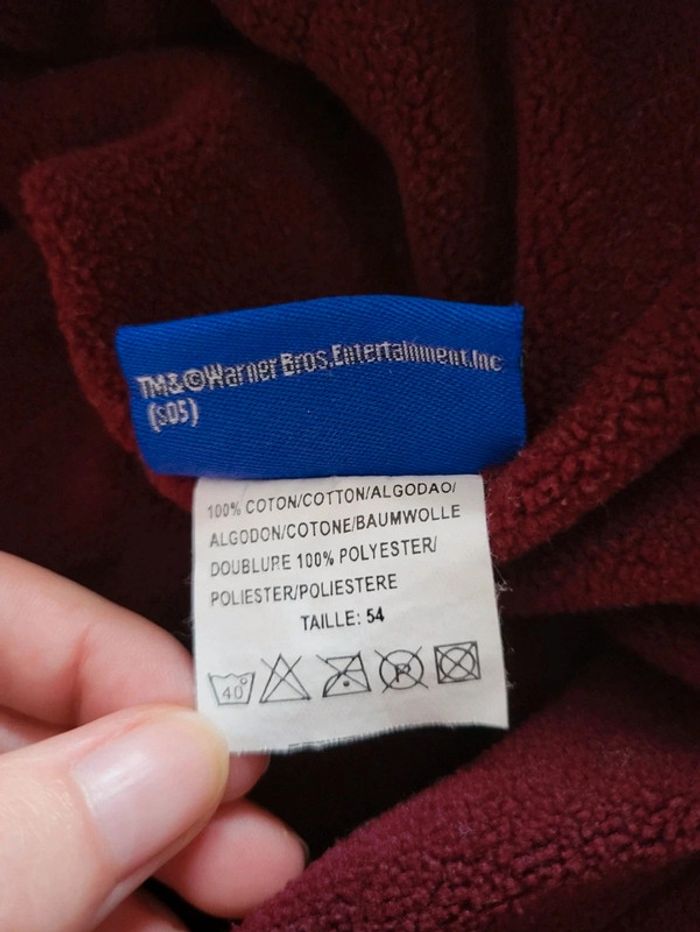 TM&©Warner Bros.Entertainment.Inc
(s05)
100% COTON/COTTON/ALGODAO/
ALGODON/COTONE/BAUMWOLLE
DOUBLURE 100% POLYESTER/
POLIESTER/POLIESTERE
TAILLE: 54
40° P